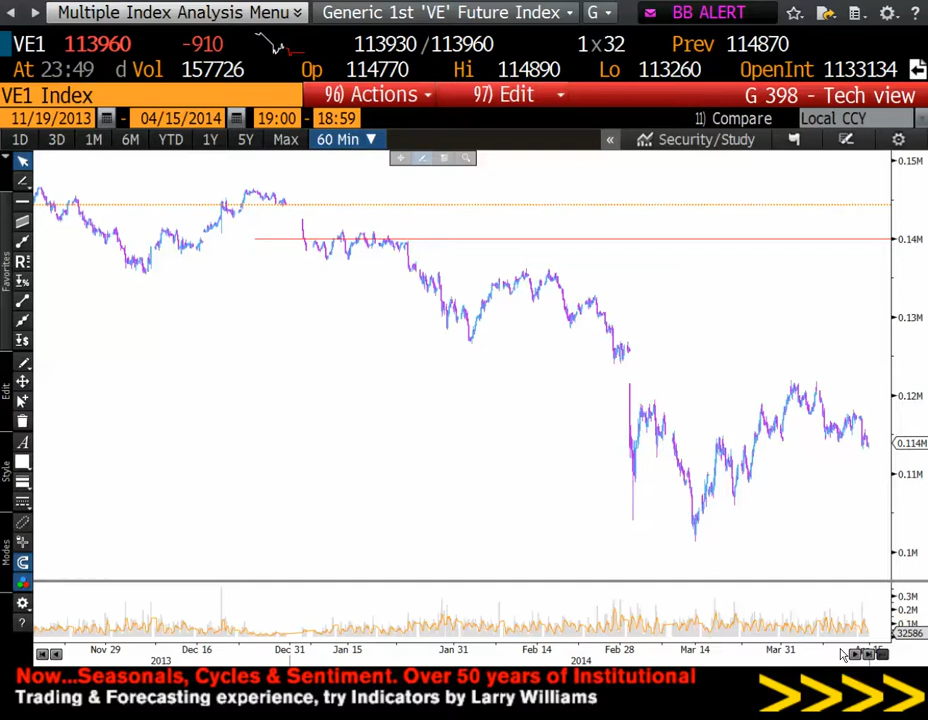 Multiple Index Analysis Menu Generic 1st 'VE' Future Index G BB ALERT ?
VE1 113960 -910 113930/113960 1x32 Prev 114870
At 23:49 d Vol 157726 Op 114770 Hi 114890 Lo 113260 OpenInt 1133134
VE1 Index 96) Actions 97) Edit G 398 - Tech view
11/19/2013 - 04/15/2014 19:00 - 18:59 11) Compare Local CCY
1D 3D 1M 6M YTD 1Y 5Y Max 60 Min « Security/Study
0.15M
0.14M
0.13M
0.12M
0.114M
0.11M
0.1M
0.3M
0.2M
32586
Favorites
Edit
Style
Modes
Nov 29 Dec 16 Dec 31 Jan 15 Jan 31 Feb 14 Feb 28 Mar 14 Mar 31
2013 2014
Now...Seasonals, Cycles & Sentiment. Over 50 years of Institutional
Trading & Forecasting experience, try Indicators by Larry Williams